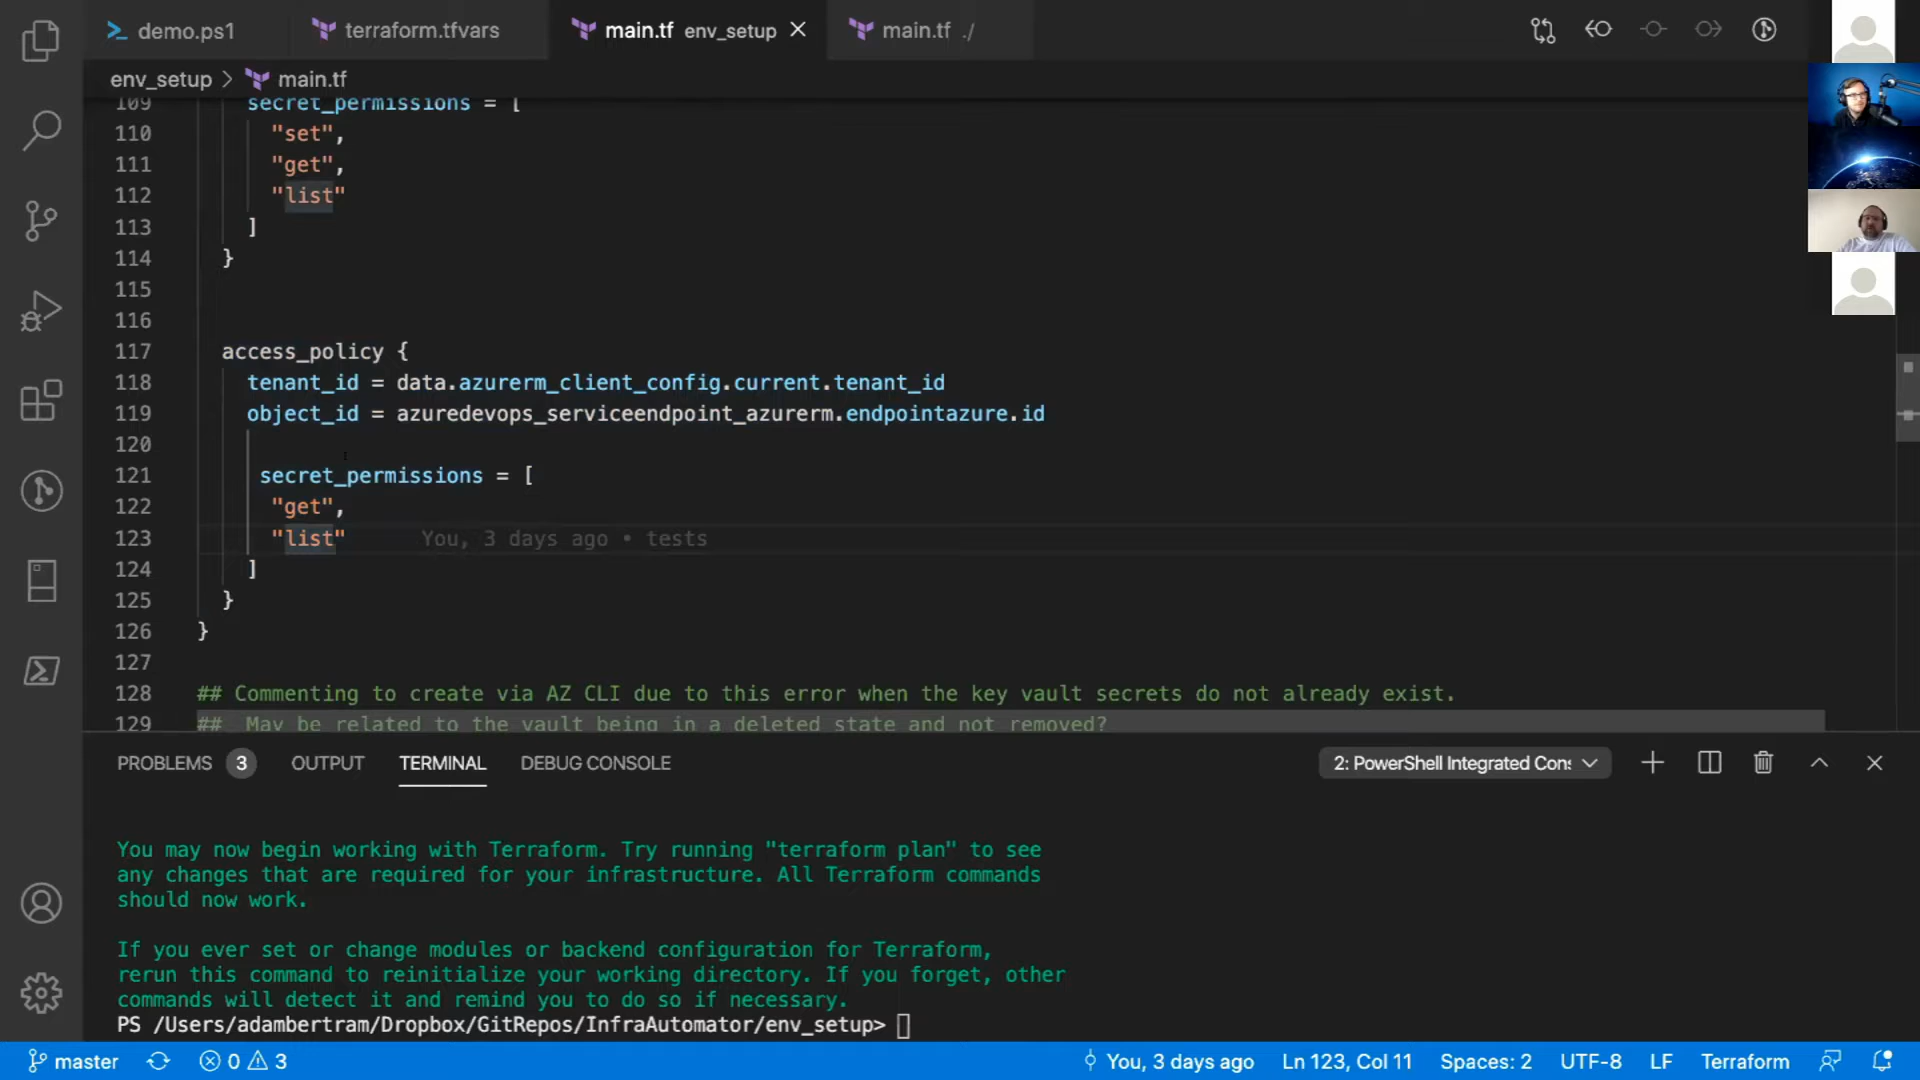 demo.ps1
terraform.tfvars
main.tf env_setup
main.tf ./
env_setup > main.tf
109 secret_permissions = [
110 "set",
111 "get",
112 "list"
113 ]
114 }
115
116
117 access_policy {
118 tenant_id = data.azurerm_client_config.current.tenant_id
119 object_id = azuredevops_serviceendpoint_azurerm.endpointazure.id
120
121 secret_permissions = [
122 "get",
123 "list" You, 3 days ago • tests
124 ]
125 }
126 }
127
128 ## Commenting to create via AZ CLI due to this error when the key vault secrets do not already exist.
129 ## May be related to the vault being in a deleted state and not removed?
PROBLEMS 3 OUTPUT TERMINAL DEBUG CONSOLE
2: PowerShell Integrated Cons
You may now begin working with Terraform. Try running "terraform plan" to see
any changes that are required for your infrastructure. All Terraform commands
should now work.
If you ever set or change modules or backend configuration for Terraform,
rerun this command to reinitialize your working directory. If you forget, other
commands will detect it and remind you to do so if necessary.
PS /Users/adambertram/Dropbox/GitRepos/InfraAutomator/env_setup>
master 0 3 You, 3 days ago Ln 123, Col 11 Spaces: 2 UTF-8 LF Terraform